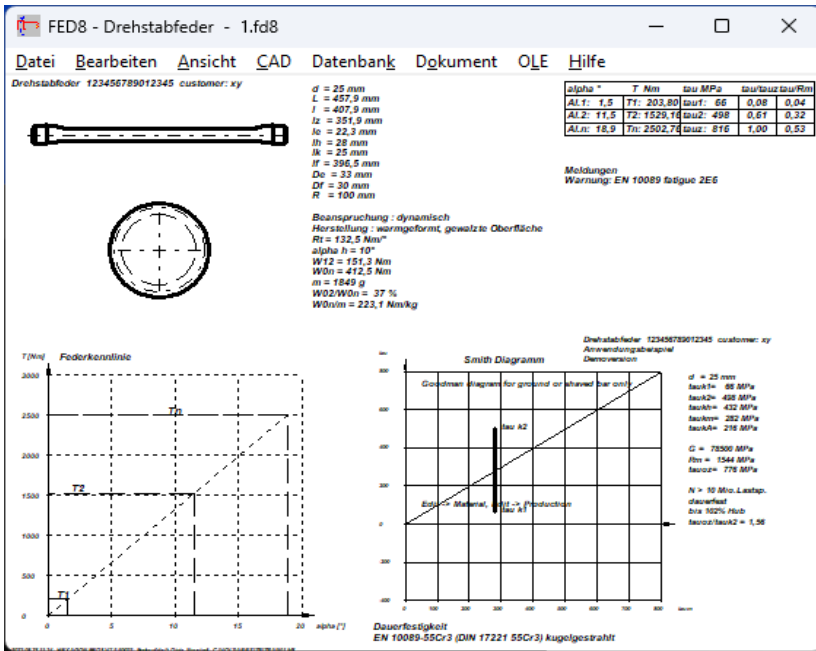 FED8 - Drehstabfeder - 1.fd8
Datei Bearbeiten Ansicht CAD Datenbank Dokument OLE Hilfe
Drehstabfeder 123456789012345 customer: xy
d = 25 mm
L = 457,9 mm
l = 407,9 mm
lz = 351,9 mm
le = 22,3 mm
lh = 28 mm
lk = 25 mm
lf = 396,5 mm
De = 33 mm
Df = 30 mm
R = 100 mm
Beanspruchung : dynamisch
Herstellung : warmgeformt, gewalzte Oberfläche
Rt = 132,5 Nm/°
alpha h = 10°
W12 = 151,3 Nm
W0n = 412,5 Nm
m = 1849 g
W02/W0n = 37 %
W0n/m = 223,1 Nm/kg
alpha ° T Nm tau MPa tau/tauz tau/Rm
Al.1: 1,5 T1: 203,80 tau1: 66 0,08 0,04
Al.2: 11,5 T2: 1529,16 tau2: 498 0,61 0,32
Al.n: 18,9 Tn: 2502,76 tauz: 816 1,00 0,53
Meldungen
Warnung: EN 10089 fatigue 2E6
T [Nm] Federkennlinie
3000
2500
2000
1500
1000
500
0
Tn
T2
T1
0 5 10 15 20 alpha [°]
Drehstabfeder 123456789012345 customer: xy
Anwendungsbeispiel
Demoversion
Smith Diagramm
Goodman diagram for ground or shaved bar only
800
600
400
200
0
-200
-400
tau k2
Edit -> Material, Edit -> Production
tau k1
0 100 200 300 400 500 600 700 800
d = 25 mm
tauk1= 66 MPa
tauk2= 498 MPa
taukh= 432 MPa
taukm= 282 MPa
taukA= 216 MPa
G = 78500 MPa
Rm = 1544 MPa
tauoz= 776 MPa
N > 10 Mio.Lastsp.
dauerfest
bis 102% Hub
tauoz/tauk2 = 1,56
Dauerfestigkeit
EN 10089-55Cr3 (DIN 17221 55Cr3) kugelgestrahlt